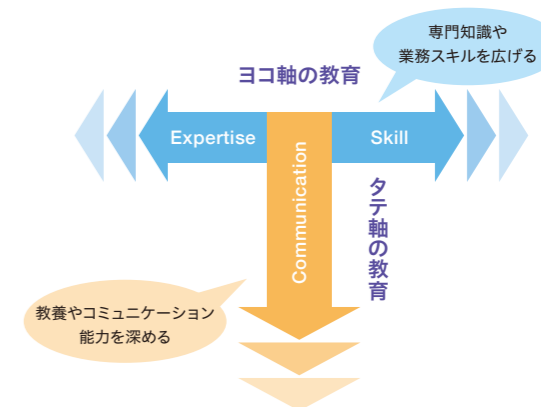 専門知識や
業務スキルを広げる
ヨコ軸の教育
Expertise
Skill
Communication
タテ軸の教育
教養やコミュニケーション
能力を深める